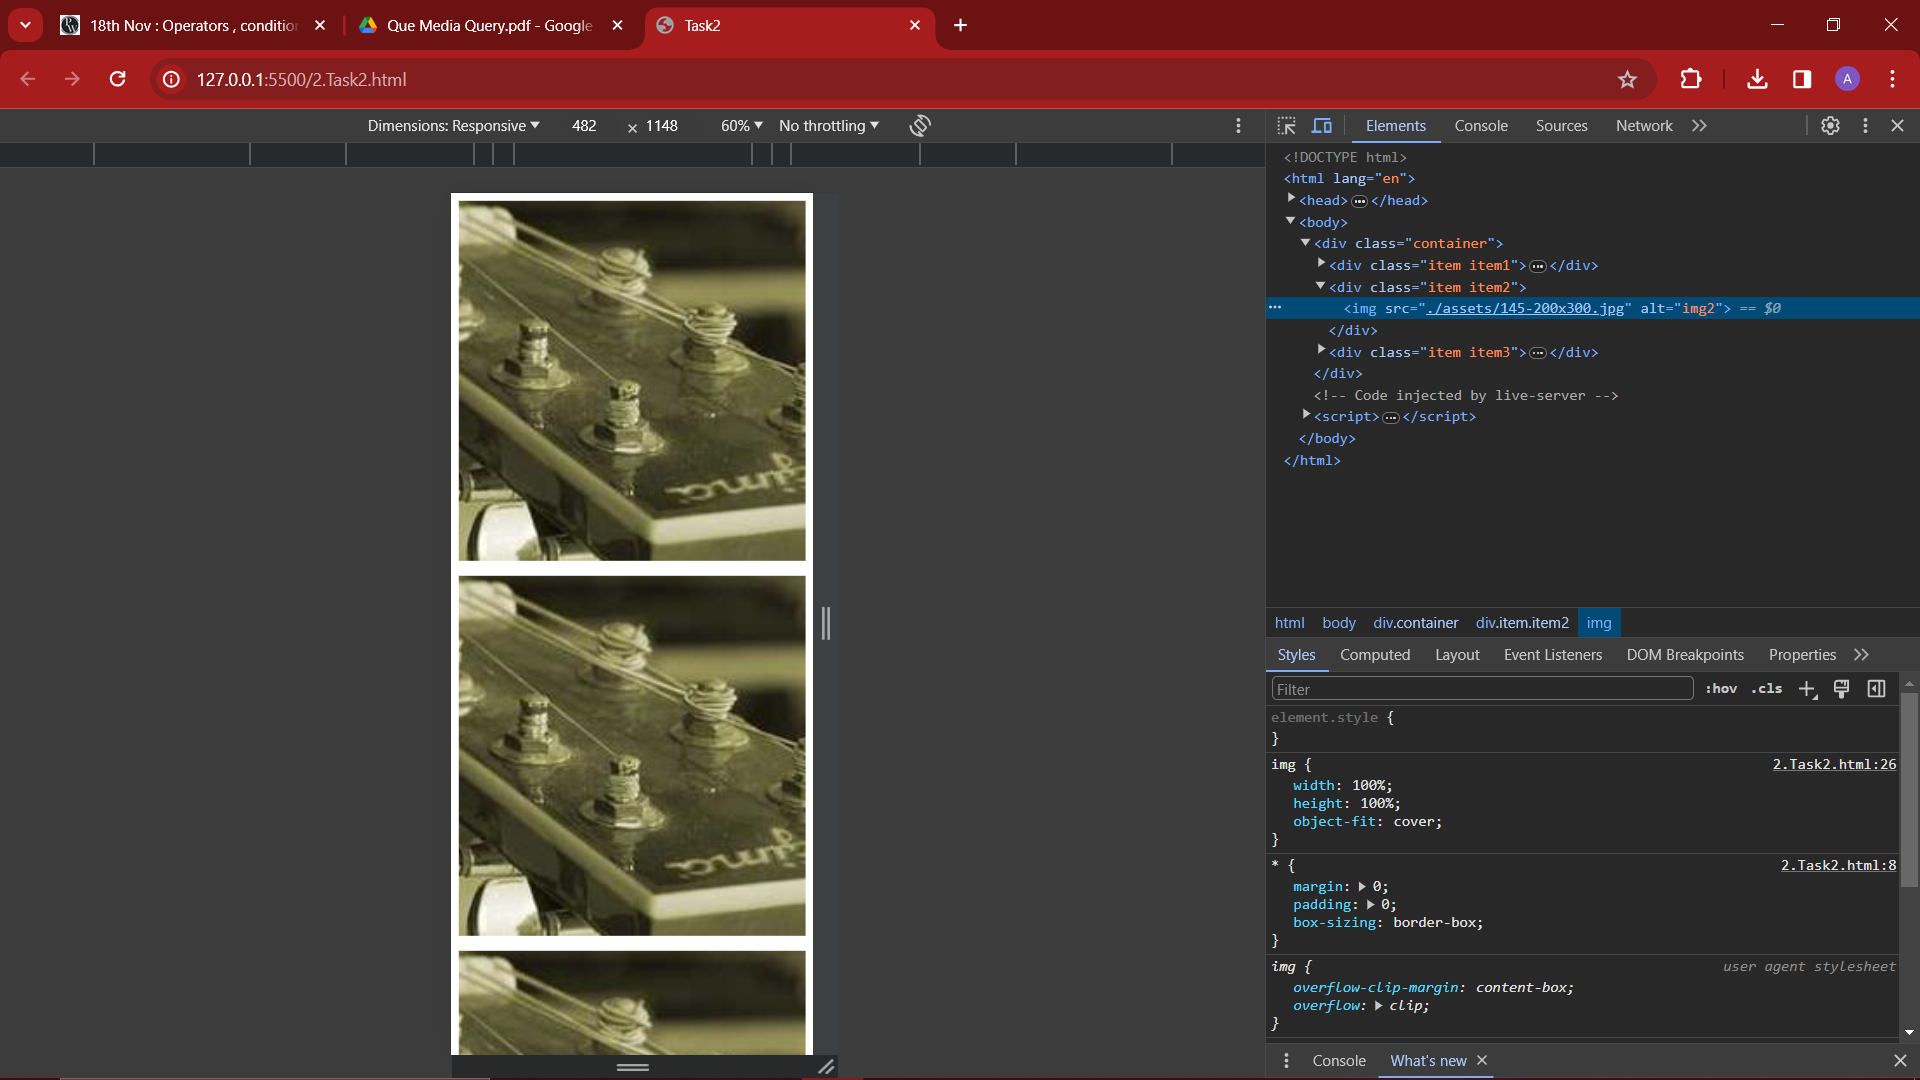 18th Nov : Operators , conditior
Que Media Query.pdf - Google
Task2
127.0.0.1:5500/2.Task2.html
A
Dimensions: Responsive
482
×
1148
60%
No throttling
Elements
Console
Sources
Network
<!DOCTYPE html>
<html lang="en">
<head> ••• </head>
<body>
<div class="container">
<div class="item item1"> ••• </div>
<div class="item item2">
<img src="./assets/145-200x300.jpg" alt="img2"> == $0
</div>
<div class="item item3"> ••• </div>
</div>
<!-- Code injected by live-server -->
<script> ••• </script>
</body>
</html>
html
body
div.container
div.item.item2
img
Styles
Computed
Layout
Event Listeners
DOM Breakpoints
Properties
Filter
:hov
.cls
element.style {
}
img {
2.Task2.html:26
width: 100%;
height: 100%;
object-fit: cover;
}
* {
2.Task2.html:8
margin: 0;
padding: 0;
box-sizing: border-box;
}
img {
user agent stylesheet
overflow-clip-margin: content-box;
overflow: clip;
}
Console
What's new